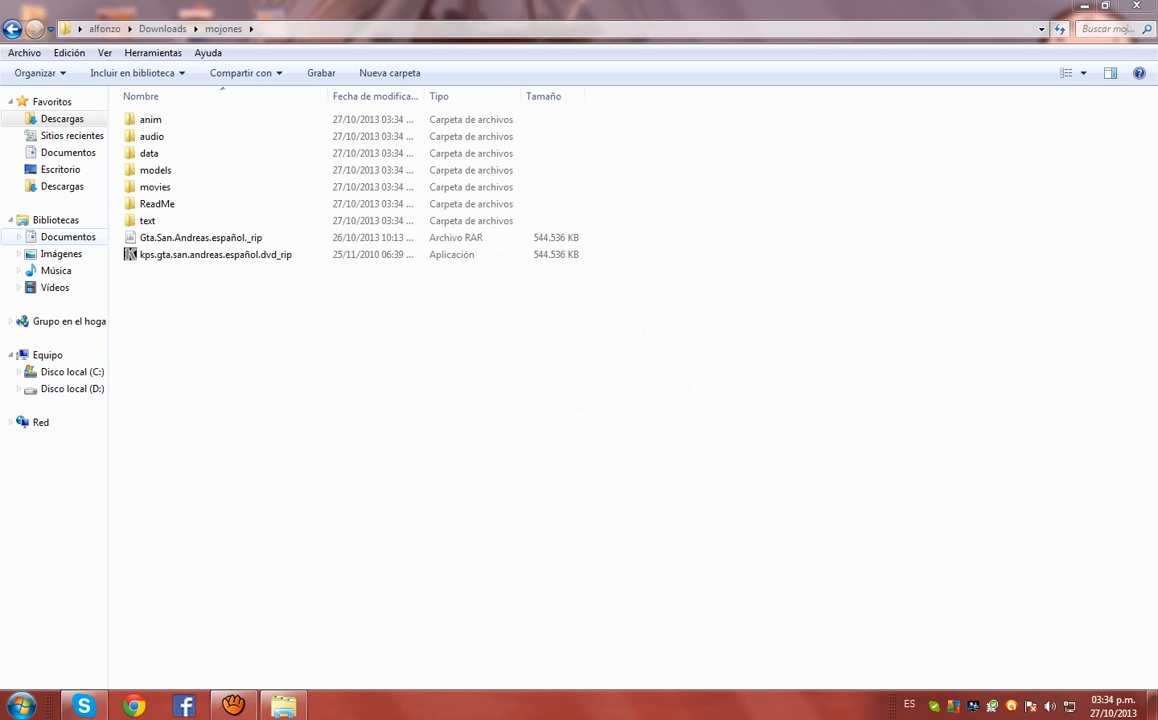 alfonzo Downloads mojones Buscar moj...
Archivo Edición Ver Herramientas Ayuda
Organizar Incluir en biblioteca Compartir con Grabar Nueva carpeta
Nombre Fecha de modifica... Tipo Tamaño
Favoritos
Descargas
Sitios recientes
Documentos
Escritorio
Descargas
Bibliotecas
Documentos
Imágenes
Música
Vídeos
Grupo en el hoga
Equipo
Disco local (C:)
Disco local (D:)
Red
anim 27/10/2013 03:34 ... Carpeta de archivos
audio 27/10/2013 03:34 ... Carpeta de archivos
data 27/10/2013 03:34 ... Carpeta de archivos
models 27/10/2013 03:34 ... Carpeta de archivos
movies 27/10/2013 03:34 ... Carpeta de archivos
ReadMe 27/10/2013 03:34 ... Carpeta de archivos
text 27/10/2013 03:34 ... Carpeta de archivos
Gta.San.Andreas.español._rip 26/10/2013 10:13 ... Archivo RAR 544.536 KB
kps.gta.san.andreas.español.dvd_rip 25/11/2010 06:39 ... Aplicación 544.536 KB
ES 03:34 p.m.
27/10/2013